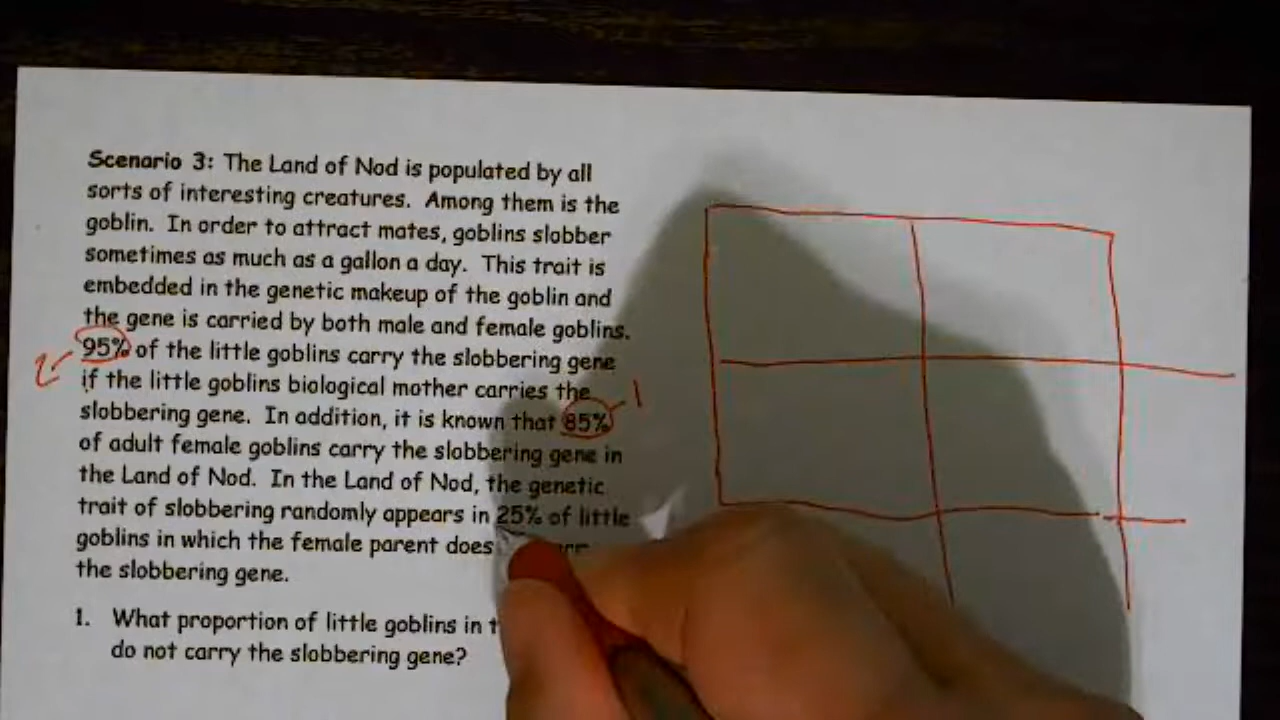 Scenario 3: The Land of Nod is populated by all
sorts of interesting creatures. Among them is the
goblin. In order to attract mates, goblins slobber
sometimes as much as a gallon a day. This trait is
embedded in the genetic makeup of the goblin and
the gene is carried by both male and female goblins.
95% of the little goblins carry the slobbering gene
2
if the little goblins biological mother carries the
1
slobbering gene. In addition, it is known that 85%
of adult female goblins carry the slobbering gene in
the Land of Nod. In the Land of Nod, the genetic
trait of slobbering randomly appears in 25% of little
goblins in which the female parent does
the slobbering gene.
1. What proportion of little goblins in
do not carry the slobbering gene?